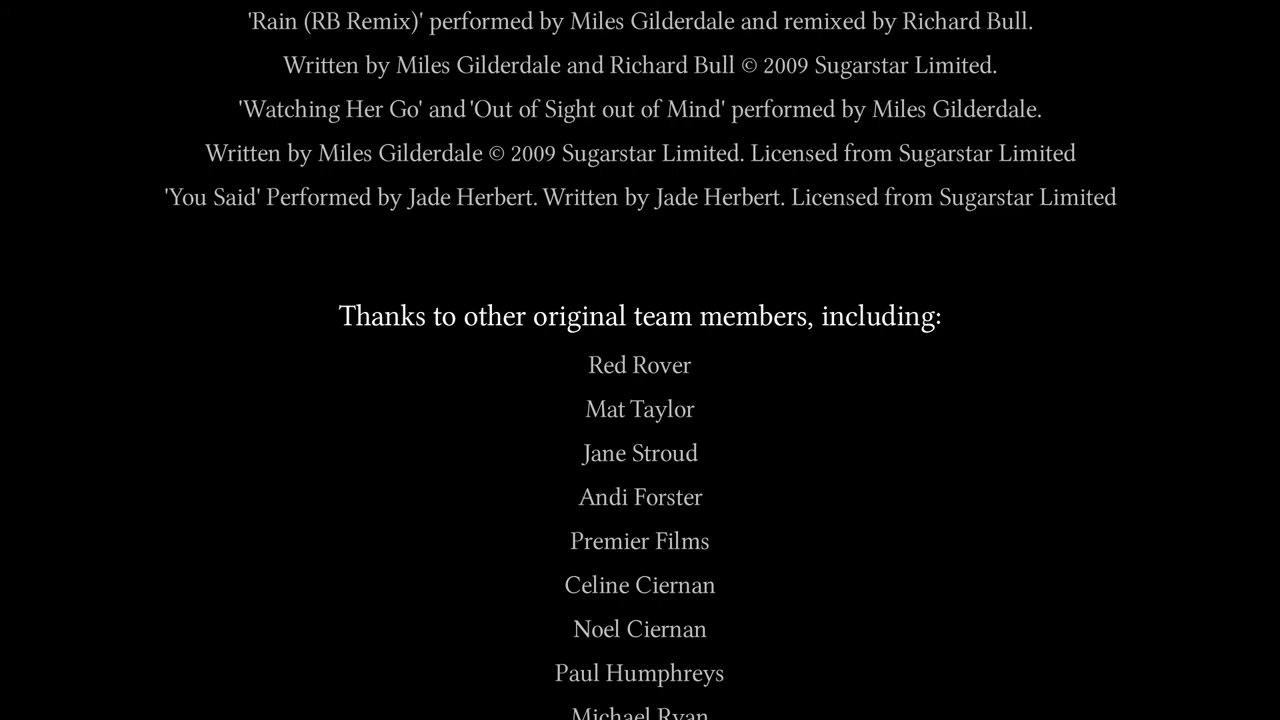 'Rain (RB Remix)' performed by Miles Gilderdale and remixed by Richard Bull.
Written by Miles Gilderdale and Richard Bull © 2009 Sugarstar Limited.
'Watching Her Go' and 'Out of Sight out of Mind' performed by Miles Gilderdale.
Written by Miles Gilderdale © 2009 Sugarstar Limited. Licensed from Sugarstar Limited
'You Said' Performed by Jade Herbert. Written by Jade Herbert. Licensed from Sugarstar Limited
Thanks to other original team members, including:
Red Rover
Mat Taylor
Jane Stroud
Andi Forster
Premier Films
Celine Ciernan
Noel Ciernan
Paul Humphreys
Michael Ryan